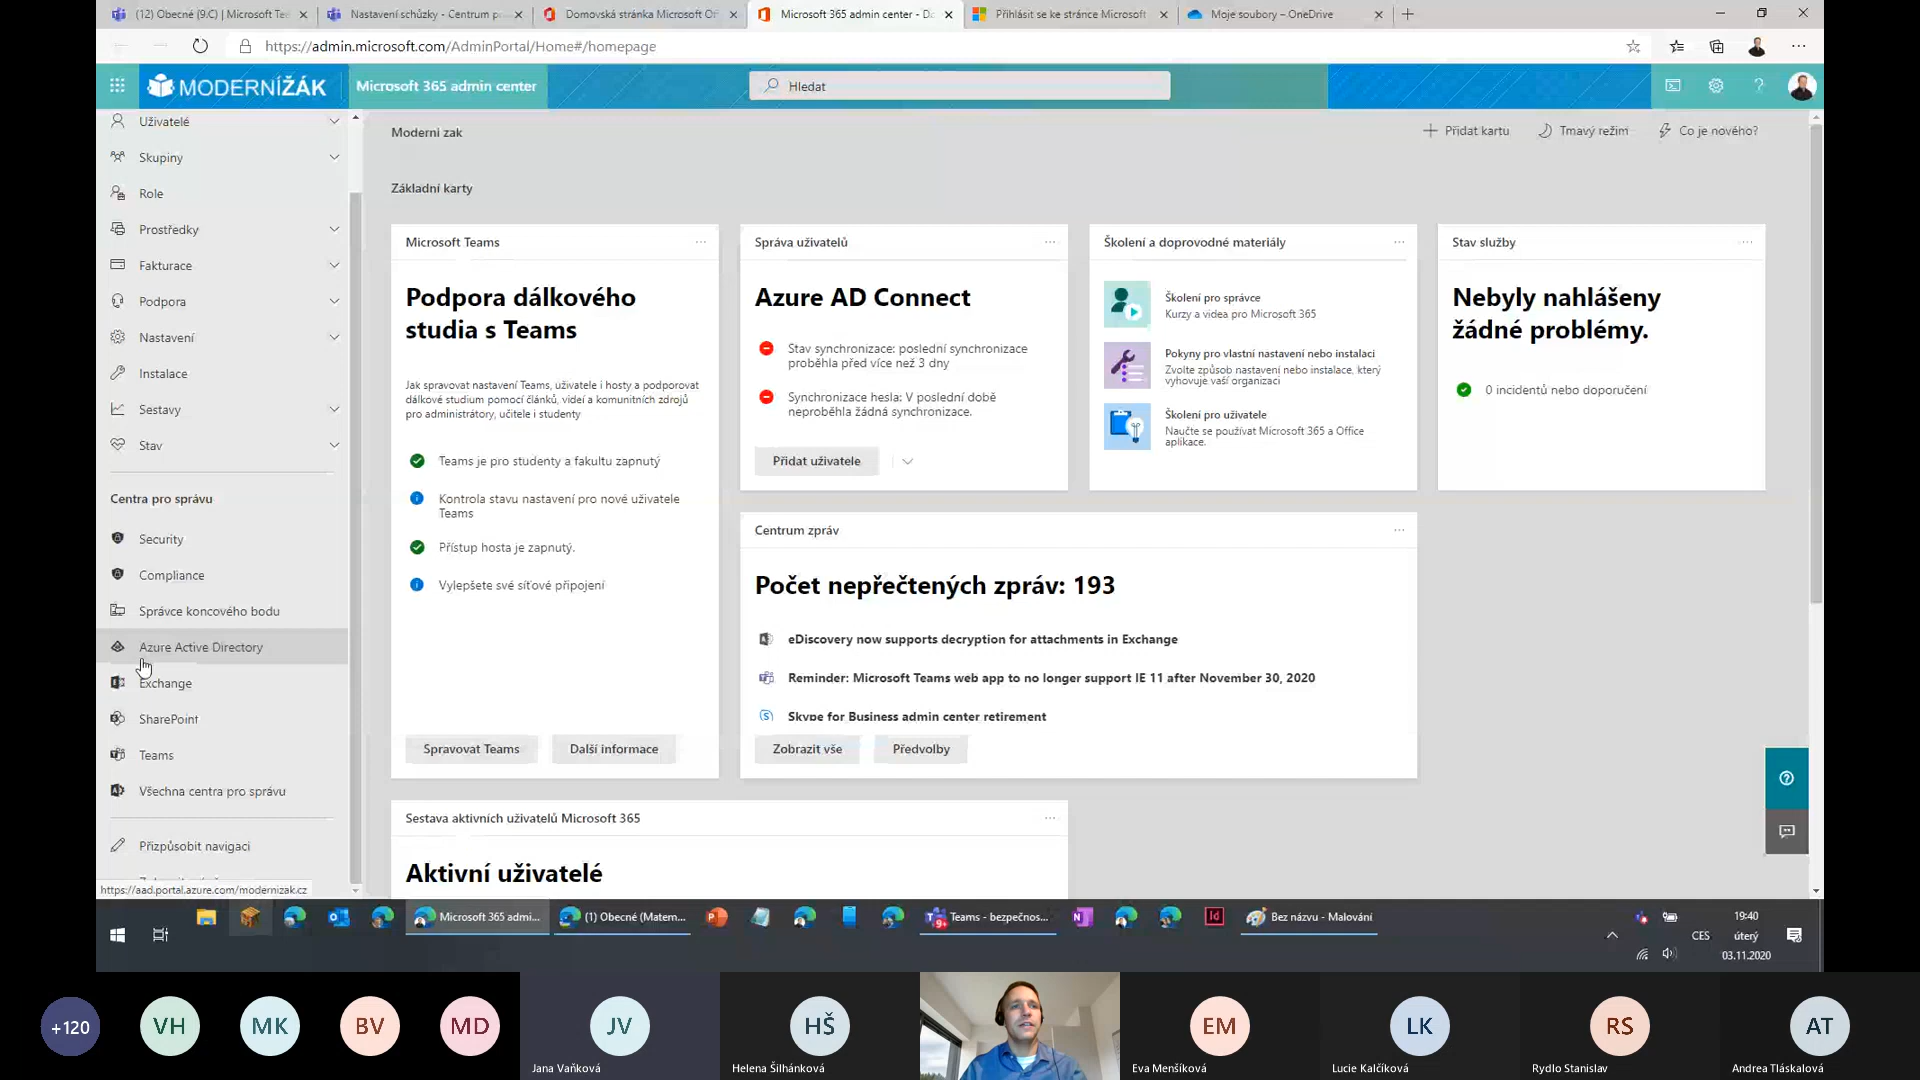 (12) Obecné (9.C) | Microsoft Te
Nastavení schůzky - Centrum p
Domovská stránka Microsoft Of
Microsoft 365 admin center - D
Přihlásit se ke stránce Microsoft
Moje soubory – OneDrive
https://admin.microsoft.com/AdminPortal/Home#/homepage
MODERNÍŽÁK
Microsoft 365 admin center
Hledat
Uživatelé
Skupiny
Role
Prostředky
Fakturace
Podpora
Nastavení
Instalace
Sestavy
Stav
Centra pro správu
Security
Compliance
Správce koncového bodu
Azure Active Directory
Exchange
SharePoint
Teams
Všechna centra pro správu
Přizpůsobit navigaci
https://aad.portal.azure.com/modernizak.cz
Moderni zak
Přidat kartu
Tmavý režim
Co je nového?
Základní karty
Microsoft Teams
Podpora dálkového
studia s Teams
Jak spravovat nastavení Teams, uživatele i hosty a podporovat
dálkové studium pomocí článků, videí a komunitních zdrojů
pro administrátory, učitele i studenty
Teams je pro studenty a fakultu zapnutý
Kontrola stavu nastavení pro nové uživatele
Teams
Přístup hosta je zapnutý.
Vylepšete své síťové připojení
Spravovat Teams
Další informace
Správa uživatelů
Azure AD Connect
Stav synchronizace: poslední synchronizace
proběhla před více než 3 dny
Synchronizace hesla: V poslední době
neproběhla žádná synchronizace.
Přidat uživatele
Školení a doprovodné materiály
Školení pro správce
Kurzy a videa pro Microsoft 365
Pokyny pro vlastní nastavení nebo instalaci
Zvolte způsob nastavení nebo instalace, který
vyhovuje vaší organizaci
Školení pro uživatele
Naučte se používat Microsoft 365 a Office
aplikace.
Stav služby
Nebyly nahlášeny
žádné problémy.
0 incidentů nebo doporučení
Centrum zpráv
Počet nepřečtených zpráv: 193
eDiscovery now supports decryption for attachments in Exchange
Reminder: Microsoft Teams web app to no longer support IE 11 after November 30, 2020
Skype for Business admin center retirement
Zobrazit vše
Předvolby
Sestava aktivních uživatelů Microsoft 365
Aktivní uživatelé
Microsoft 365 admi...
(1) Obecné (Matem...
Teams - bezpečnos...
9+
Id
Bez názvu - Malování
CES
19:40
úterý
03.11.2020
+120
VH
MK
BV
MD
JV
Jana Vaňková
HŠ
Helena Šilhánková
EM
Eva Menšíková
LK
Lucie Kalčíková
RS
Rydlo Stanislav
AT
Andrea Tláskalová